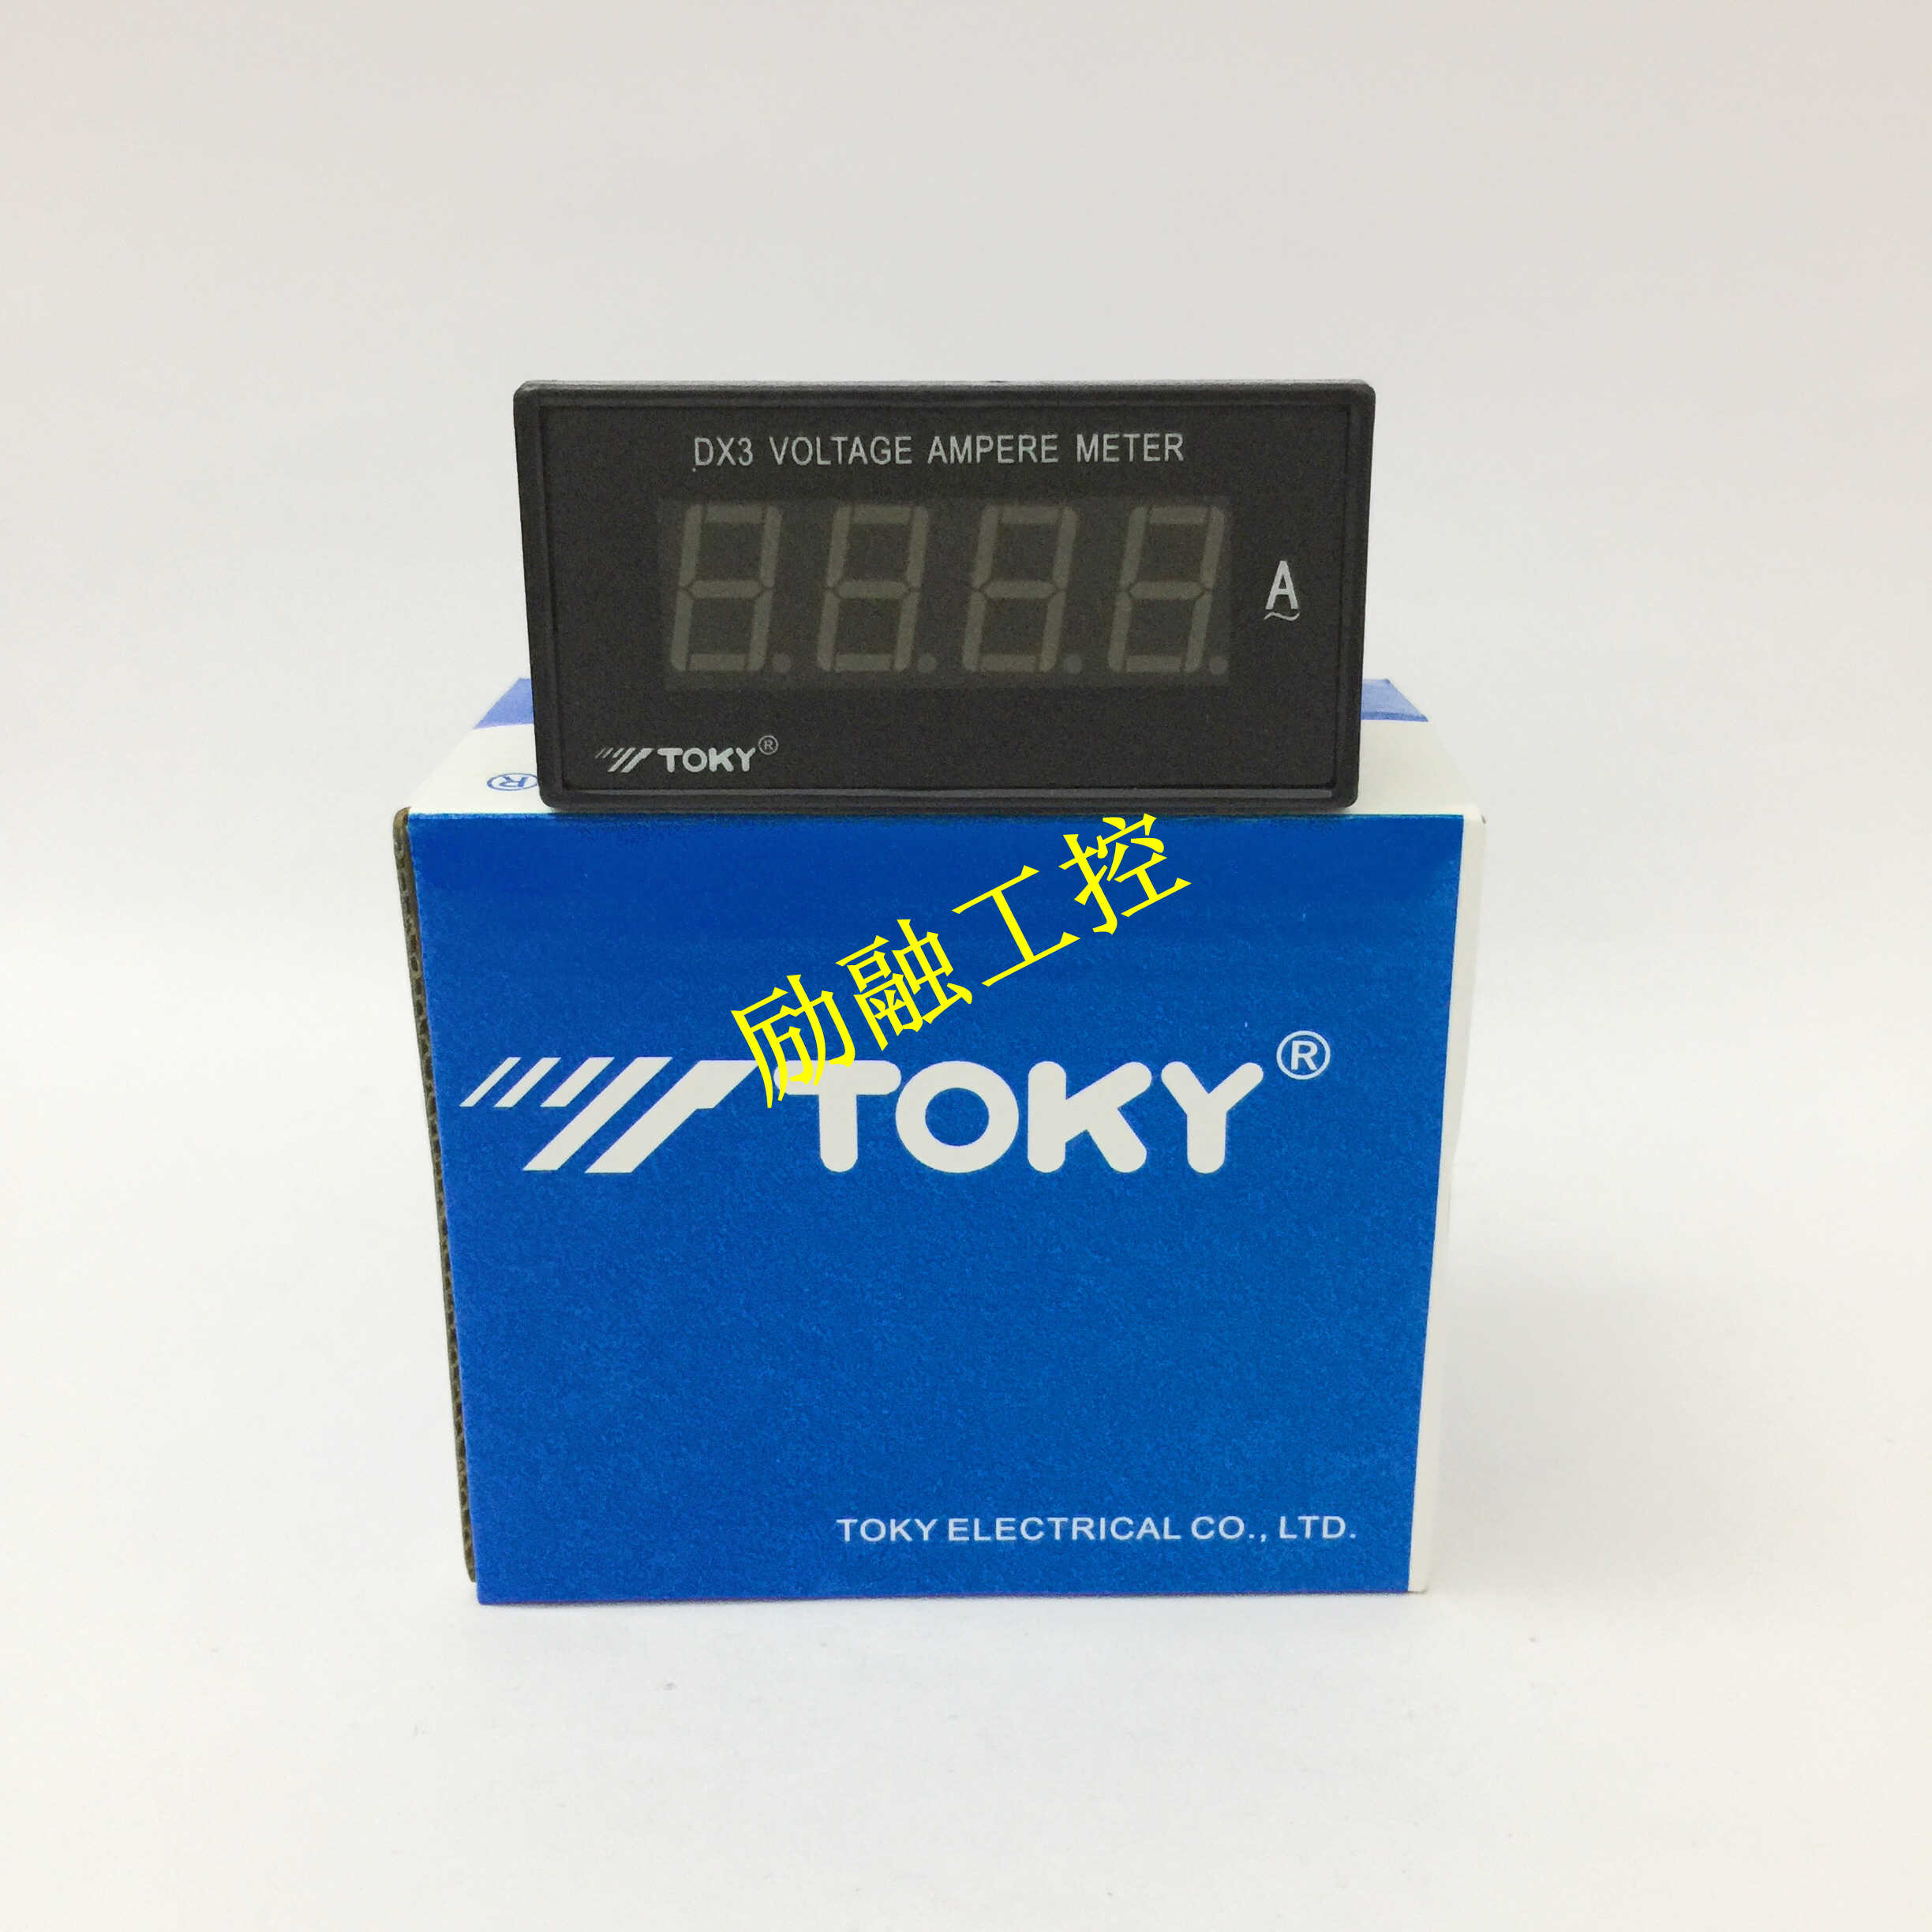 DX3 VOLTAGE AMPERE METER
A
TOKY®
®
励融工控
TOKY®
TOKY ELECTRICAL CO., LTD.